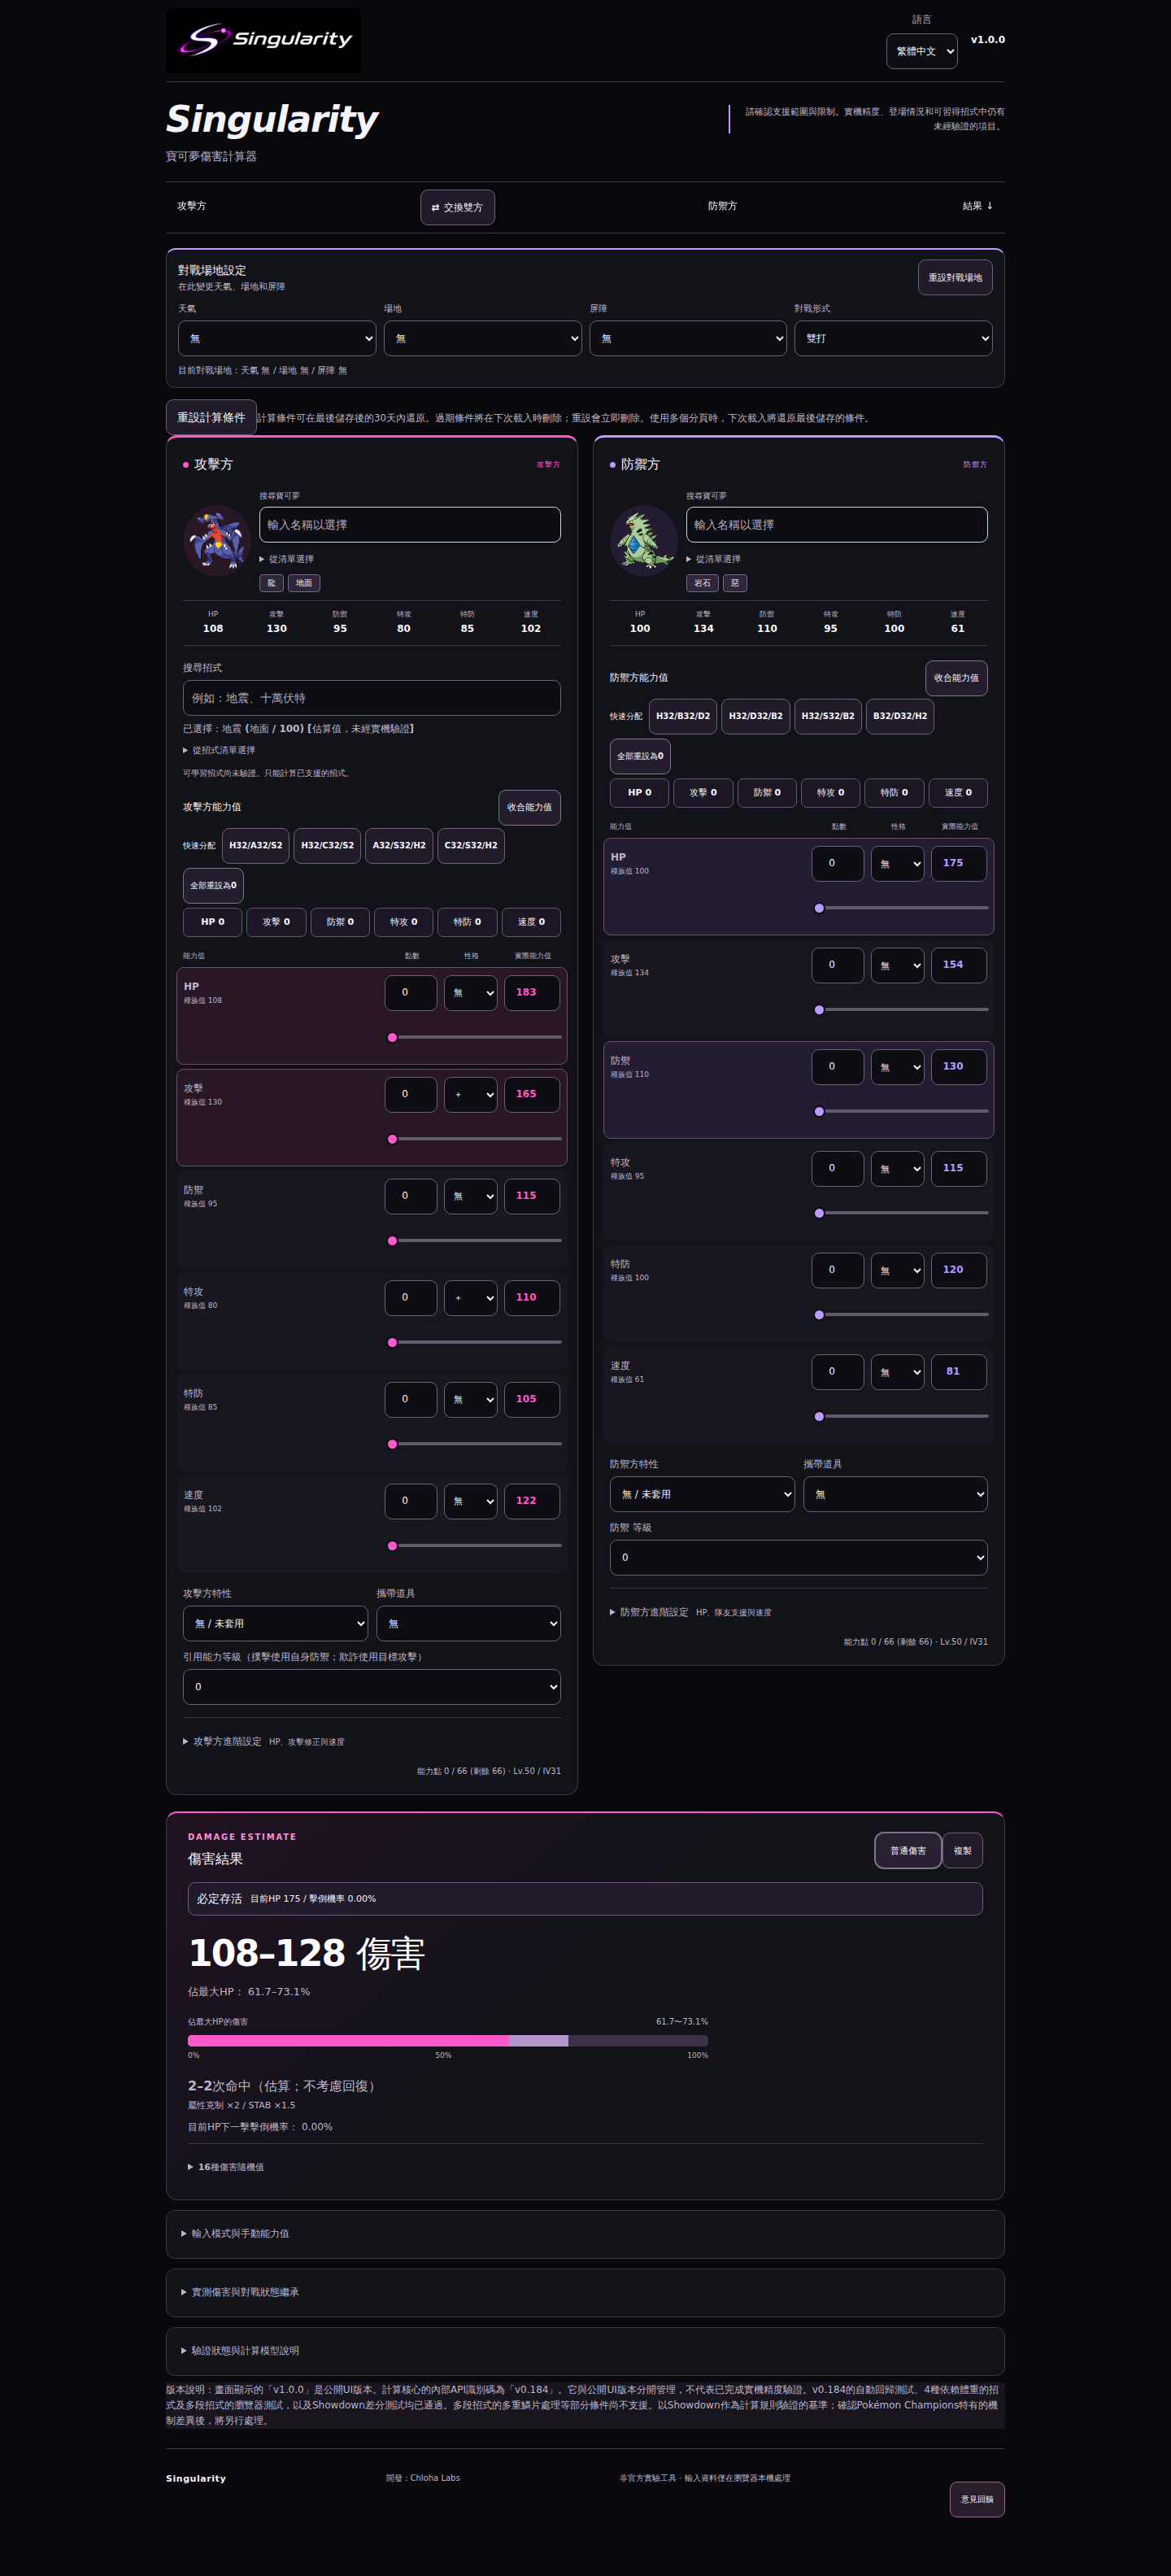 Singularity
語言
繁體中文
v1.0.0
Singularity
寶可夢傷害計算器
請確認支援範圍與限制。實機精度、登場情況和可習得招式中仍有
未經驗證的項目。
攻擊方
⇄ 交換雙方
防禦方
結果 ↓
對戰場地設定
在此變更天氣、場地和屏障
重設對戰場地
天氣
場地
屏障
對戰形式
無
無
無
雙打
目前對戰場地：天氣 無 / 場地 無 / 屏障 無
重設計算條件
計算條件可在最後儲存後的30天內還原。過期條件將在下次載入時刪除；重設會立即刪除。使用多個分頁時，下次載入將還原最後儲存的條件。
攻擊方
攻擊方
搜尋寶可夢
輸入名稱以選擇
▶ 從清單選擇
龍
地面
HP
攻擊
防禦
特攻
特防
速度
108
130
95
80
85
102
搜尋招式
例如：地震、十萬伏特
已選擇：地震 (地面 / 100) [估算值，未經實機驗證]
▶ 從招式清單選擇
可學習招式尚未驗證。只能計算已支援的招式。
攻擊方能力值
收合能力值
快速分配
H32/A32/S2
H32/C32/S2
A32/S32/H2
C32/S32/H2
全部重設為0
HP 0
攻擊 0
防禦 0
特攻 0
特防 0
速度 0
能力值
點數
性格
實際能力值
HP
種族值 108
0
無
183
攻擊
種族值 130
0
+
165
防禦
種族值 95
0
無
115
特攻
種族值 80
0
+
110
特防
種族值 85
0
無
105
速度
種族值 102
0
無
122
攻擊方特性
攜帶道具
無 / 未套用
無
引用能力等級（撲擊使用自身防禦；欺詐使用目標攻擊）
0
▶ 攻擊方進階設定 HP、攻擊修正與速度
能力點 0 / 66 (剩餘 66) · Lv.50 / IV31
防禦方
防禦方
搜尋寶可夢
輸入名稱以選擇
▶ 從清單選擇
岩石
惡
HP
攻擊
防禦
特攻
特防
速度
100
134
110
95
100
61
防禦方能力值
收合能力值
快速分配
H32/B32/D2
H32/D32/B2
H32/S32/B2
B32/D32/H2
全部重設為0
HP 0
攻擊 0
防禦 0
特攻 0
特防 0
速度 0
能力值
點數
性格
實際能力值
HP
種族值 100
0
無
175
攻擊
種族值 134
0
無
154
防禦
種族值 110
0
無
130
特攻
種族值 95
0
無
115
特防
種族值 100
0
無
120
速度
種族值 61
0
無
81
防禦方特性
攜帶道具
無 / 未套用
無
防禦 等級
0
▶ 防禦方進階設定 HP、隊友支援與速度
能力點 0 / 66 (剩餘 66) · Lv.50 / IV31
DAMAGE ESTIMATE
傷害結果
普通傷害
複製
必定存活 目前HP 175 / 擊倒機率 0.00%
108–128 傷害
佔最大HP： 61.7–73.1%
佔最大HP的傷害
61.7〜73.1%
0%
50%
100%
2–2次命中（估算；不考慮回復）
屬性克制 ×2 / STAB ×1.5
目前HP下一擊擊倒機率： 0.00%
▶ 16種傷害隨機值
▶ 輸入模式與手動能力值
▶ 實測傷害與對戰狀態繼承
▶ 驗證狀態與計算模型說明
版本說明：畫面顯示的「v1.0.0」是公開UI版本。計算核心的內部API識別碼為「v0.184」。它與公開UI版本分開管理，不代表已完成實機精度驗證。v0.184的自動回歸測試、4種依賴體重的招
式及多段招式的瀏覽器測試，以及Showdown差分測試均已通過。多段招式的多重鱗片處理等部分條件尚不支援。以Showdown作為計算規則驗證的基準；確認Pokémon Champions特有的機
制差異後，將另行處理。
Singularity
開發：Chloha Labs
非官方實驗工具 · 輸入資料僅在瀏覽器本機處理
意見回饋